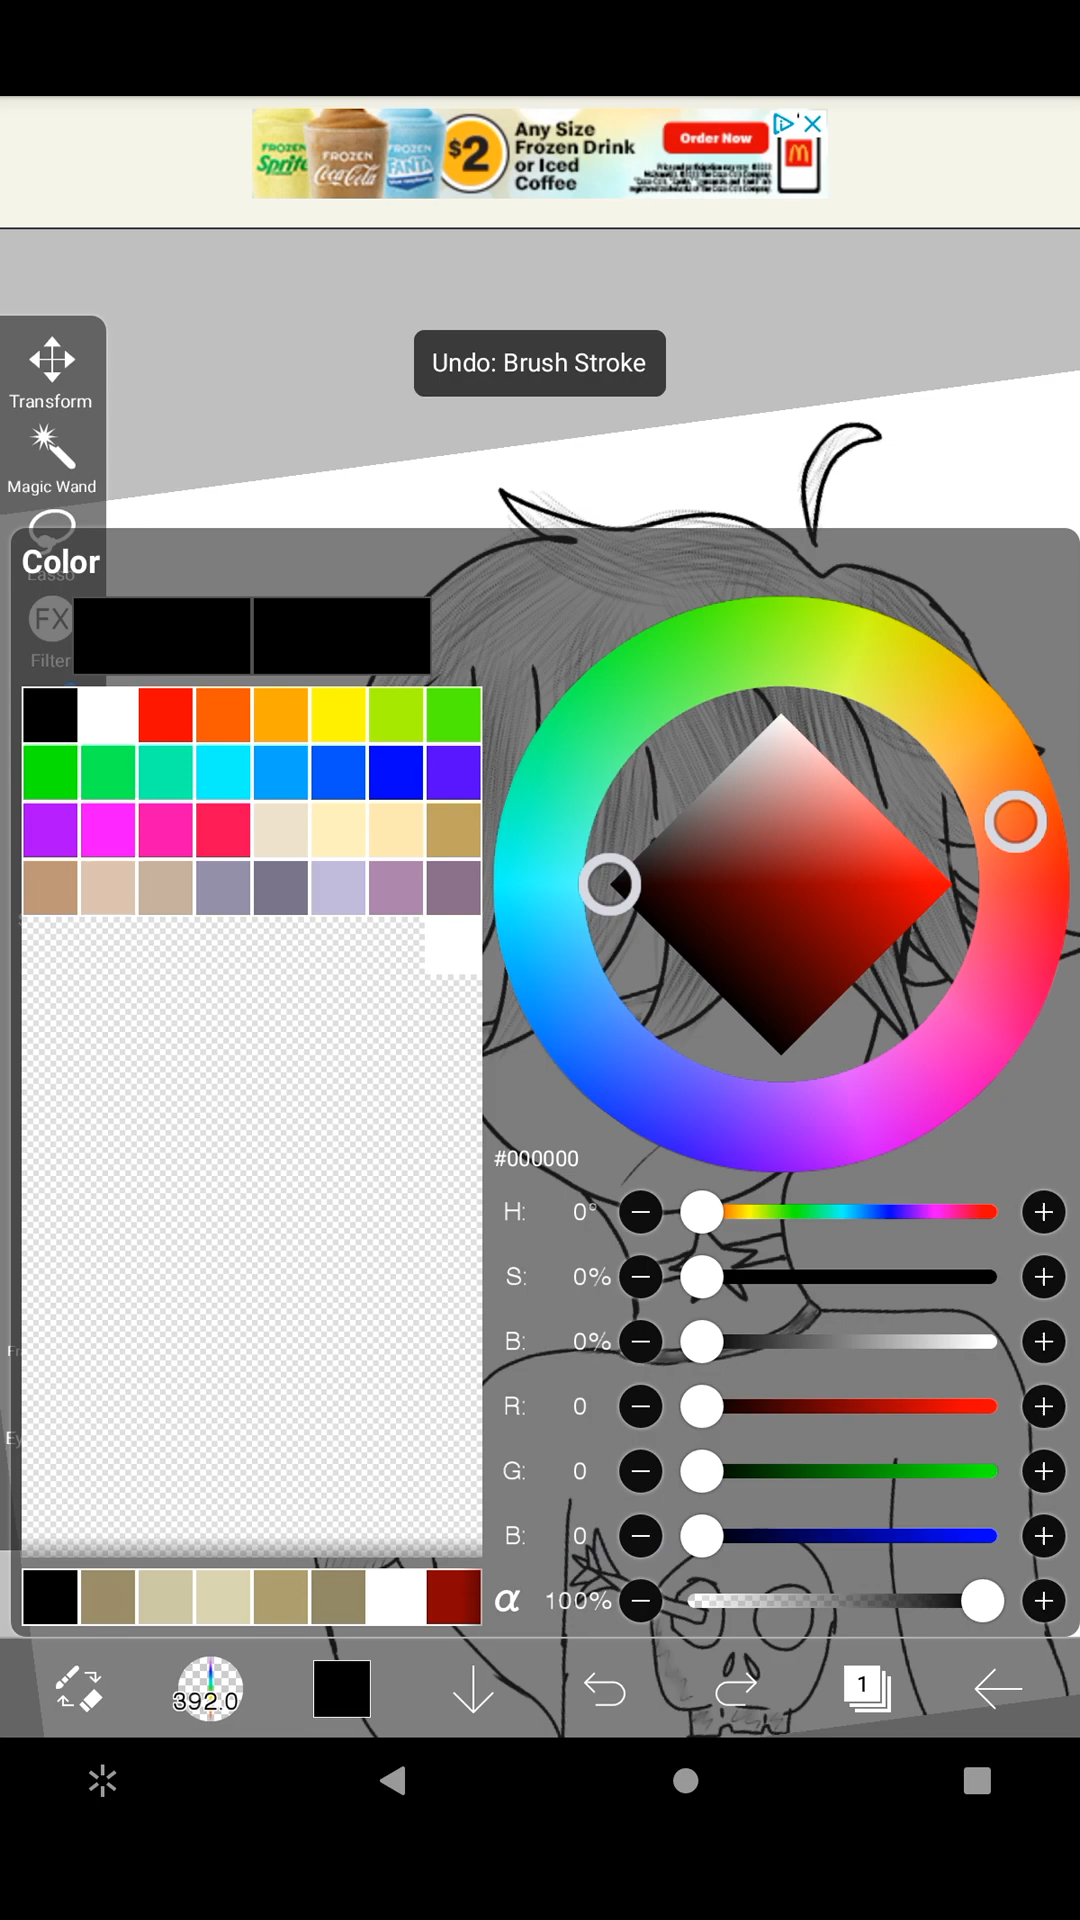 FROZEN
Sprite
FROZEN
Coca-Cola
FROZEN
FANTA
$2
Any Size
Frozen Drink
or Iced
Coffee
Order Now
Undo: Brush Stroke
Transform
Magic Wand
Lasso
Color
FX
Filter
#000000
H: 0°
S: 0%
B: 0%
R: 0
G: 0
B: 0
α 100%
392.0
1